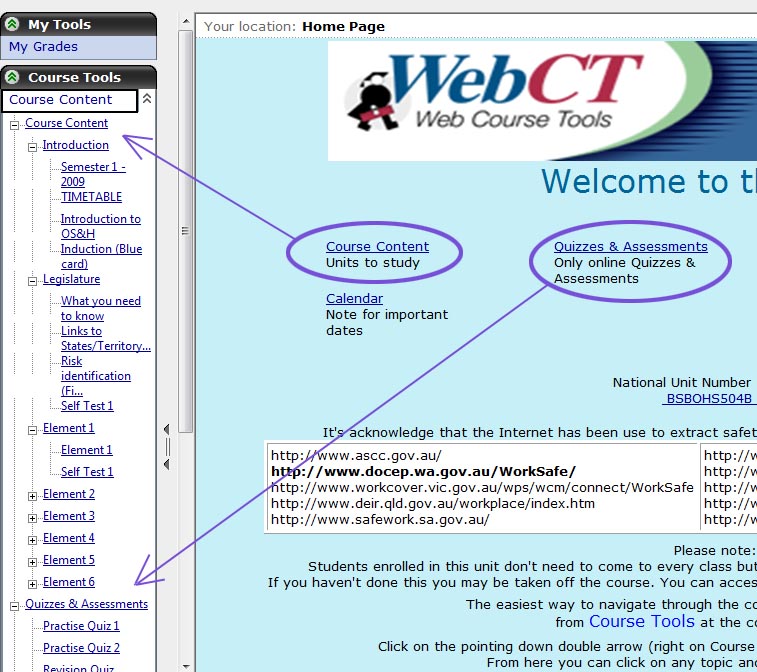 My Tools
My Grades
Course Tools
Course Content
Course Content
Introduction
Semester 1 -
2009
TIMETABLE
Introduction to
OS&H
Induction (Blue
card)
Legislature
What you need
to know
Links to
States/Territory...
Risk
identification
(Fi...
Self Test 1
Element 1
Element 1
Self Test 1
Element 2
Element 3
Element 4
Element 5
Element 6
Quizzes & Assessments
Practise Quiz 1
Practise Quiz 2
Revision Quiz
Your location: Home Page
WebCT
Web Course Tools
Welcome to t
Course Content
Units to study
Quizzes & Assessments
Only online Quizzes &
Assessments
Calendar
Note for important
dates
National Unit Number
BSBOHS504B
It's acknowledge that the Internet has been use to extract safet
http://www.ascc.gov.au/
http://www.docep.wa.gov.au/WorkSafe/
http://www.workcover.vic.gov.au/wps/wcm/connect/WorkSafe
http://www.deir.qld.gov.au/workplace/index.htm
http://www.safework.sa.gov.au/
http://w
http://w
http://w
http://w
http://w
Please note:
Students enrolled in this unit don't need to come to every class but
If you haven't done this you may be taken off the course. You can acces
The easiest way to navigate through the co
from Course Tools at the co
Click on the pointing down double arrow (right on Course
From here you can click on any topic and